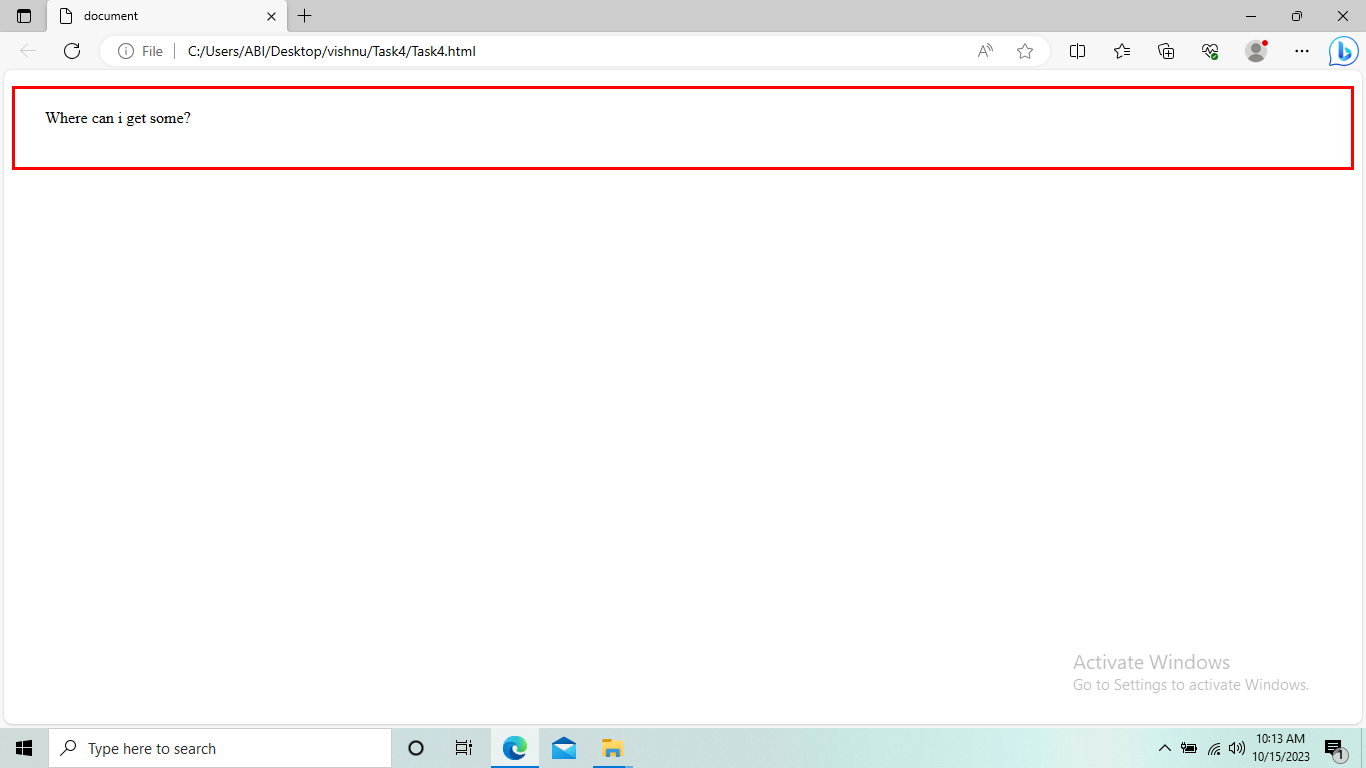 document
File
C:/Users/ABI/Desktop/vishnu/Task4/Task4.html
Where can i get some?
Activate Windows
Go to Settings to activate Windows.
Type here to search
10:13 AM
10/15/2023
1